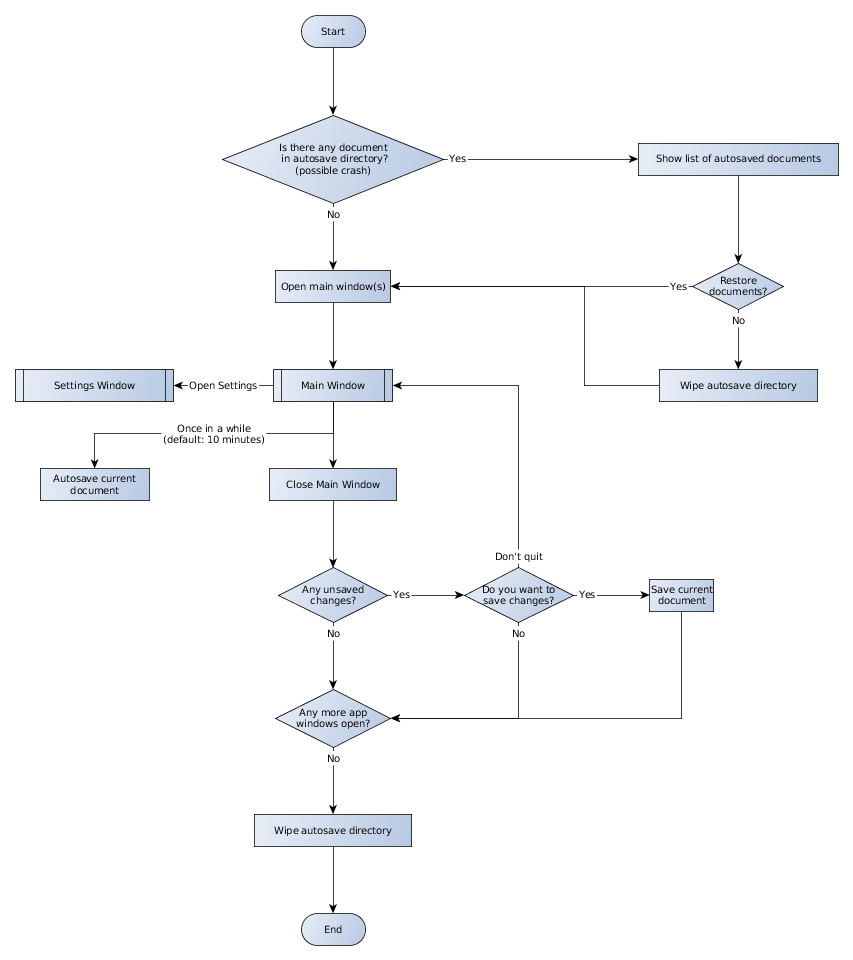 Start
Is there any document
in autosave directory?
(possible crash)
Yes
Show list of autosaved documents
No
Open main window(s)
Yes
Restore
documents?
No
Settings Window
Open Settings
Main Window
Wipe autosave directory
Once in a while
(default: 10 minutes)
Autosave current
document
Close Main Window
Don't quit
Any unsaved
changes?
Yes
Do you want to
save changes?
Yes
Save current
document
No
No
Any more app
windows open?
No
Wipe autosave directory
End